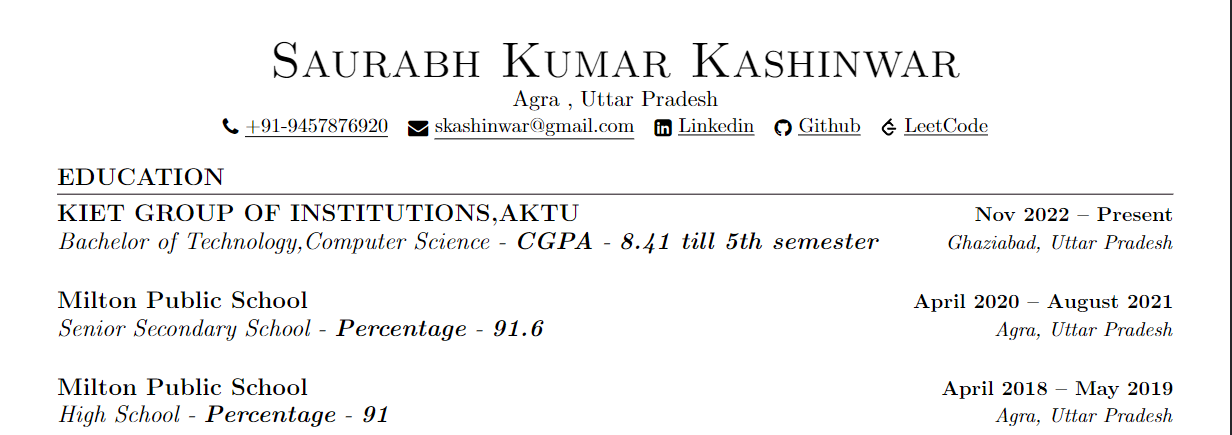 Saurabh Kumar Kashinwar
Agra , Uttar Pradesh
+91-9457876920 skashinwar@gmail.com Linkedin Github LeetCode
EDUCATION
KIET GROUP OF INSTITUTIONS,AKTU Nov 2022 – Present
Bachelor of Technology,Computer Science - CGPA - 8.41 till 5th semester Ghaziabad, Uttar Pradesh
Milton Public School April 2020 – August 2021
Senior Secondary School - Percentage - 91.6 Agra, Uttar Pradesh
Milton Public School April 2018 – May 2019
High School - Percentage - 91 Agra, Uttar Pradesh